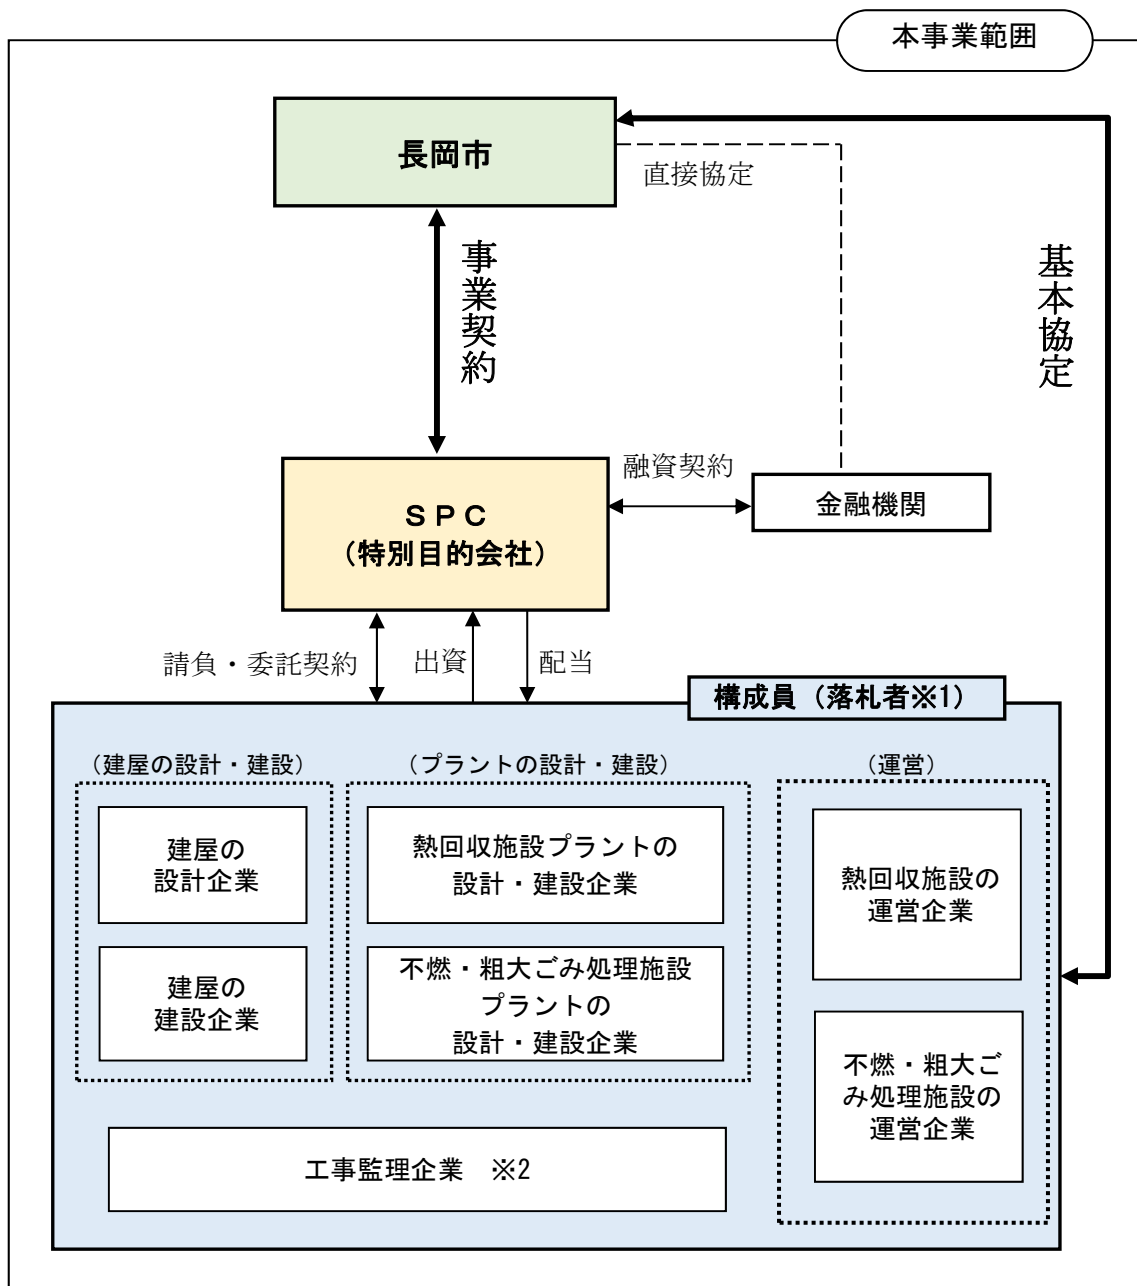 本事業範囲
長岡市
直接協定
事業契約
基本協定
融資契約
ＳＰＣ
（特別目的会社）
金融機関
請負・委託契約
出資
配当
構成員（落札者※1）
（建屋の設計・建設）
（プラントの設計・建設）
（運営）
建屋の
設計企業
熱回収施設プラントの
設計・建設企業
熱回収施設の
運営企業
建屋の
建設企業
不燃・粗大ごみ処理施設
プラントの
設計・建設企業
不燃・粗大ご
み処理施設の
運営企業
工事監理企業　※2